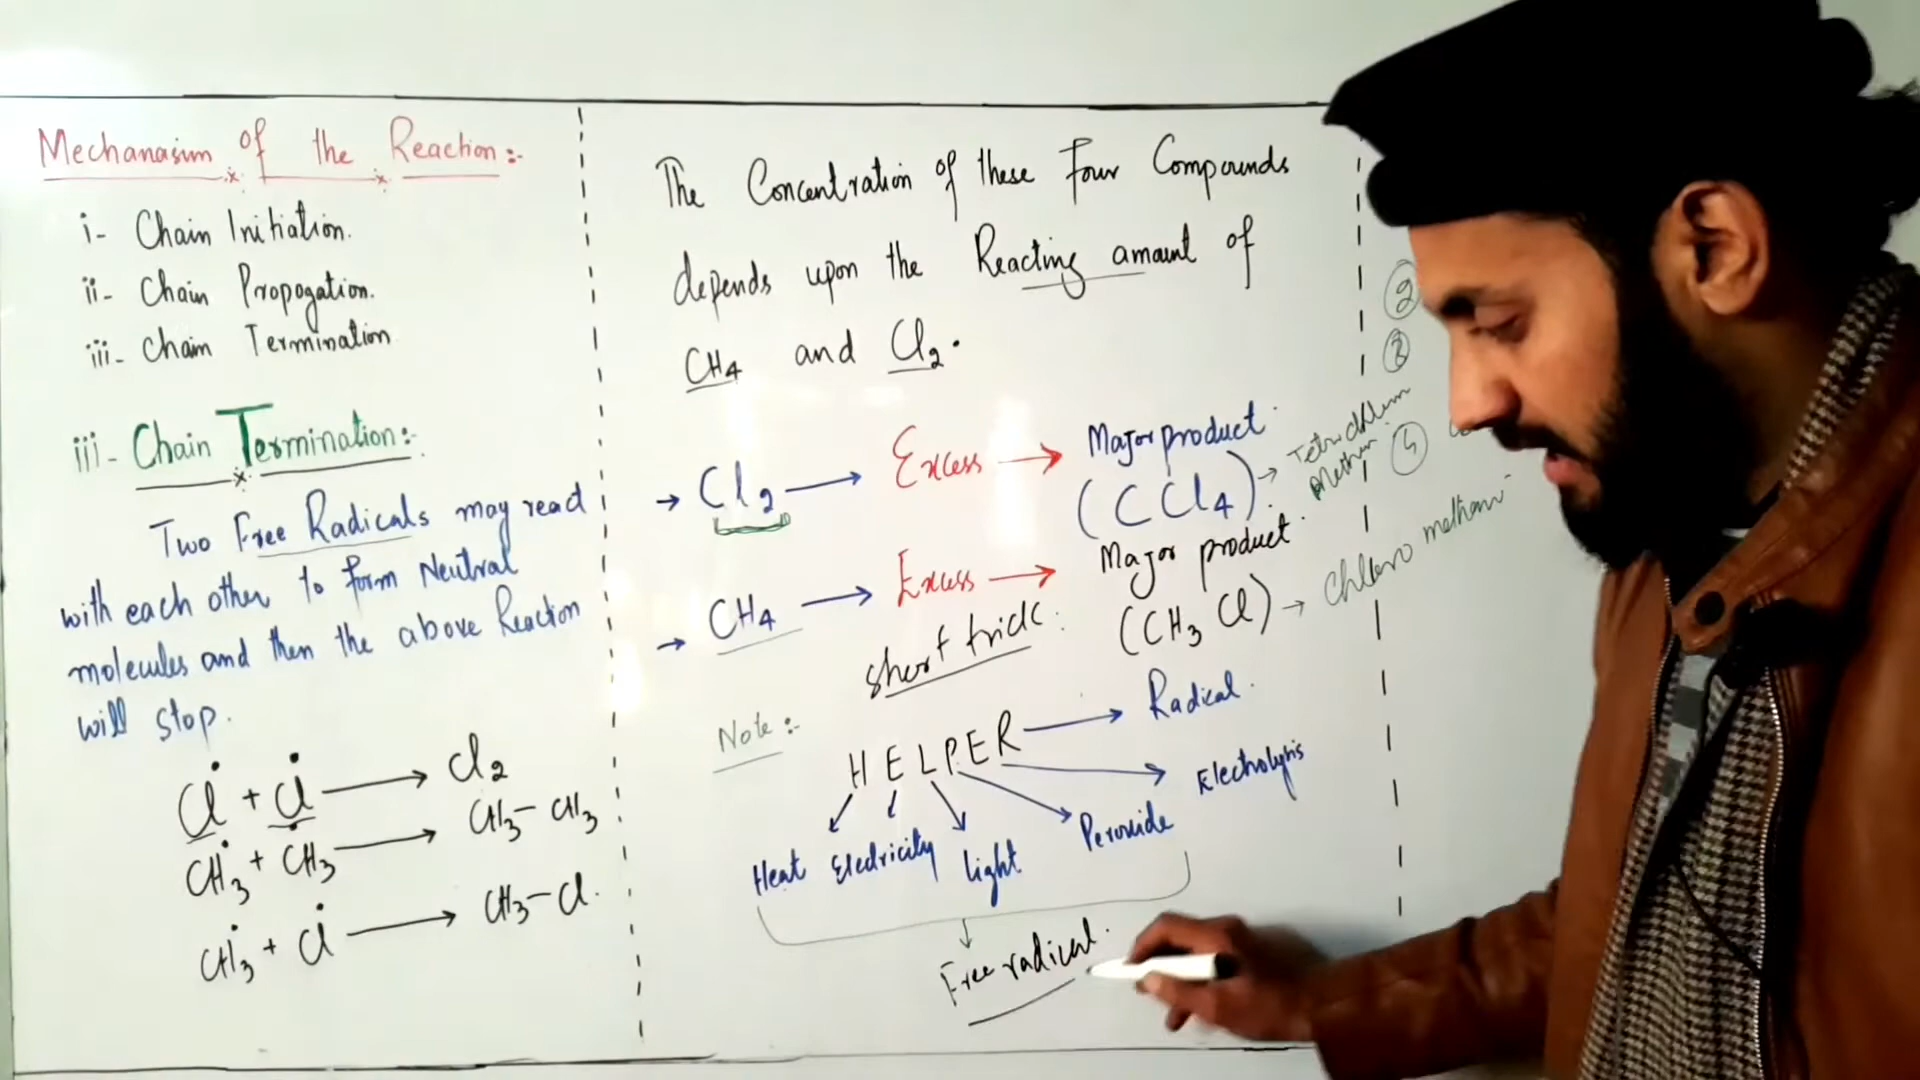 Mechanasim of the Reaction:-
i- Chain Initiation.
ii- Chain Propogation.
iii- Chain Termination
iii- Chain Termination:-
Two Free Radicals may react
with each other to form Neutral
molecules and then the above Reaction
will stop.
Cl• + Cl• → Cl2
CH3• + CH3• → CH3-CH3
CH3• + Cl• → CH3-Cl.
The Concentration of these Four Compounds
depends upon the Reacting amount of
CH4 and Cl2.
→ Cl2 → Excess → Major product
(CCl4) →
→ CH4 → Excess → Major product
(CH3Cl) → Chloro methan
short trick:
Note:-
HELPER → Radical.
Electrolysis
Peroxide
Heat Electricity light
Free radical.
2
3
4